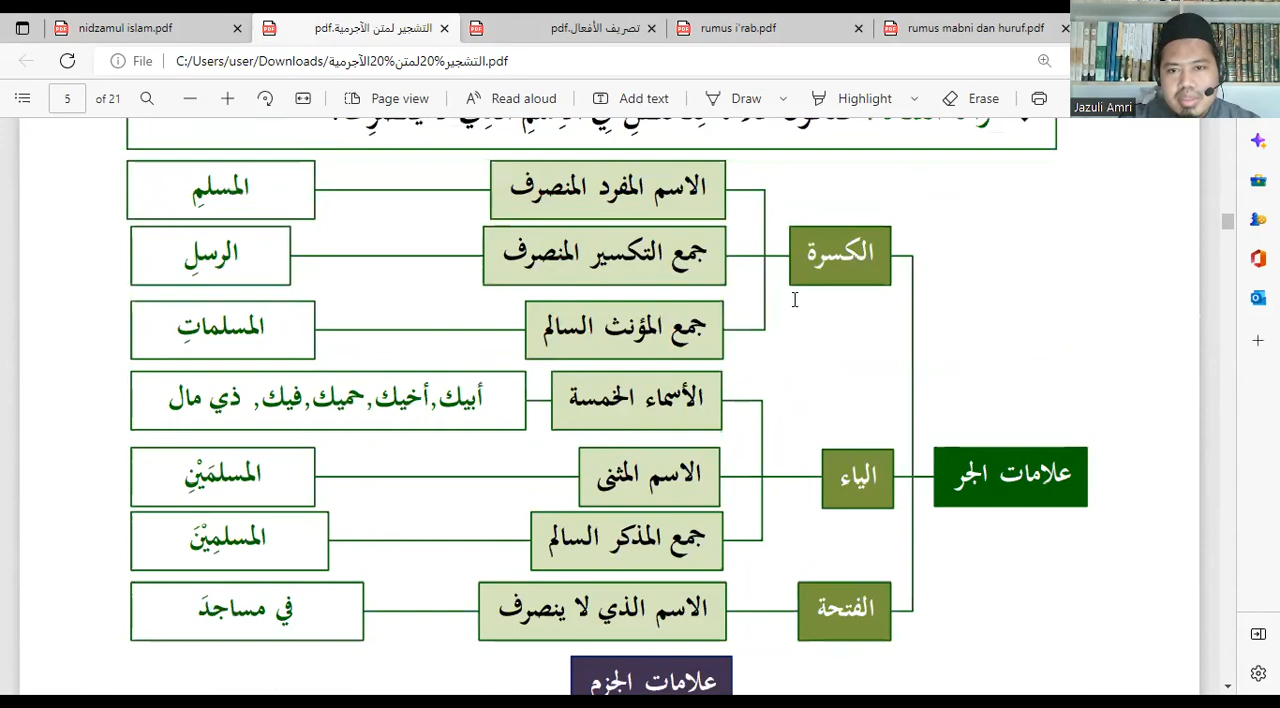 nidzamul islam.pdf
التشجير لمتن الآجرمية.pdf
تصريف الأفعال.pdf
rumus i'rab.pdf
rumus mabni dan huruf.pdf
File
C:/Users/user/Downloads/التشجير%20لمتن%20الآجرمية.pdf
5 of 21
Page view
Read aloud
Add text
Draw
Highlight
Erase
Jazuli Amri
الاسم المفرد المنصرف
المسلمِ
الكسرة
جمع التكسير المنصرف
الرسلِ
جمع المؤنث السالم
المسلماتِ
الأسماء الخمسة
أبيك,أخيك,حميك,فيك, ذي مال
علامات الجر
الياء
الاسم المثنى
المسلمَيْنِ
جمع المذكر السالم
المسلمِيْنَ
الفتحة
الاسم الذي لا ينصرف
في مساجدَ
علامات الجزم